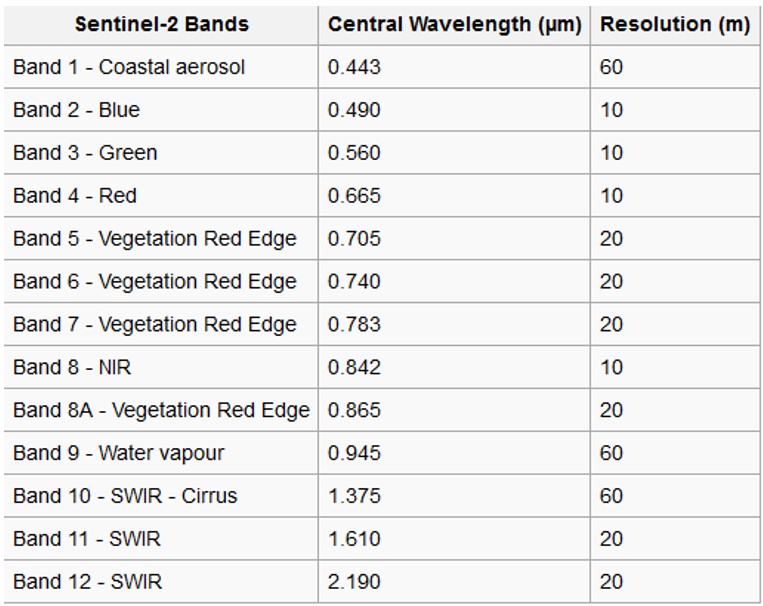 Sentinel-2 Bands Central Wavelength (µm) Resolution (m)
Band 1 - Coastal aerosol 0.443 60
Band 2 - Blue 0.490 10
Band 3 - Green 0.560 10
Band 4 - Red 0.665 10
Band 5 - Vegetation Red Edge 0.705 20
Band 6 - Vegetation Red Edge 0.740 20
Band 7 - Vegetation Red Edge 0.783 20
Band 8 - NIR 0.842 10
Band 8A - Vegetation Red Edge 0.865 20
Band 9 - Water vapour 0.945 60
Band 10 - SWIR - Cirrus 1.375 60
Band 11 - SWIR 1.610 20
Band 12 - SWIR 2.190 20